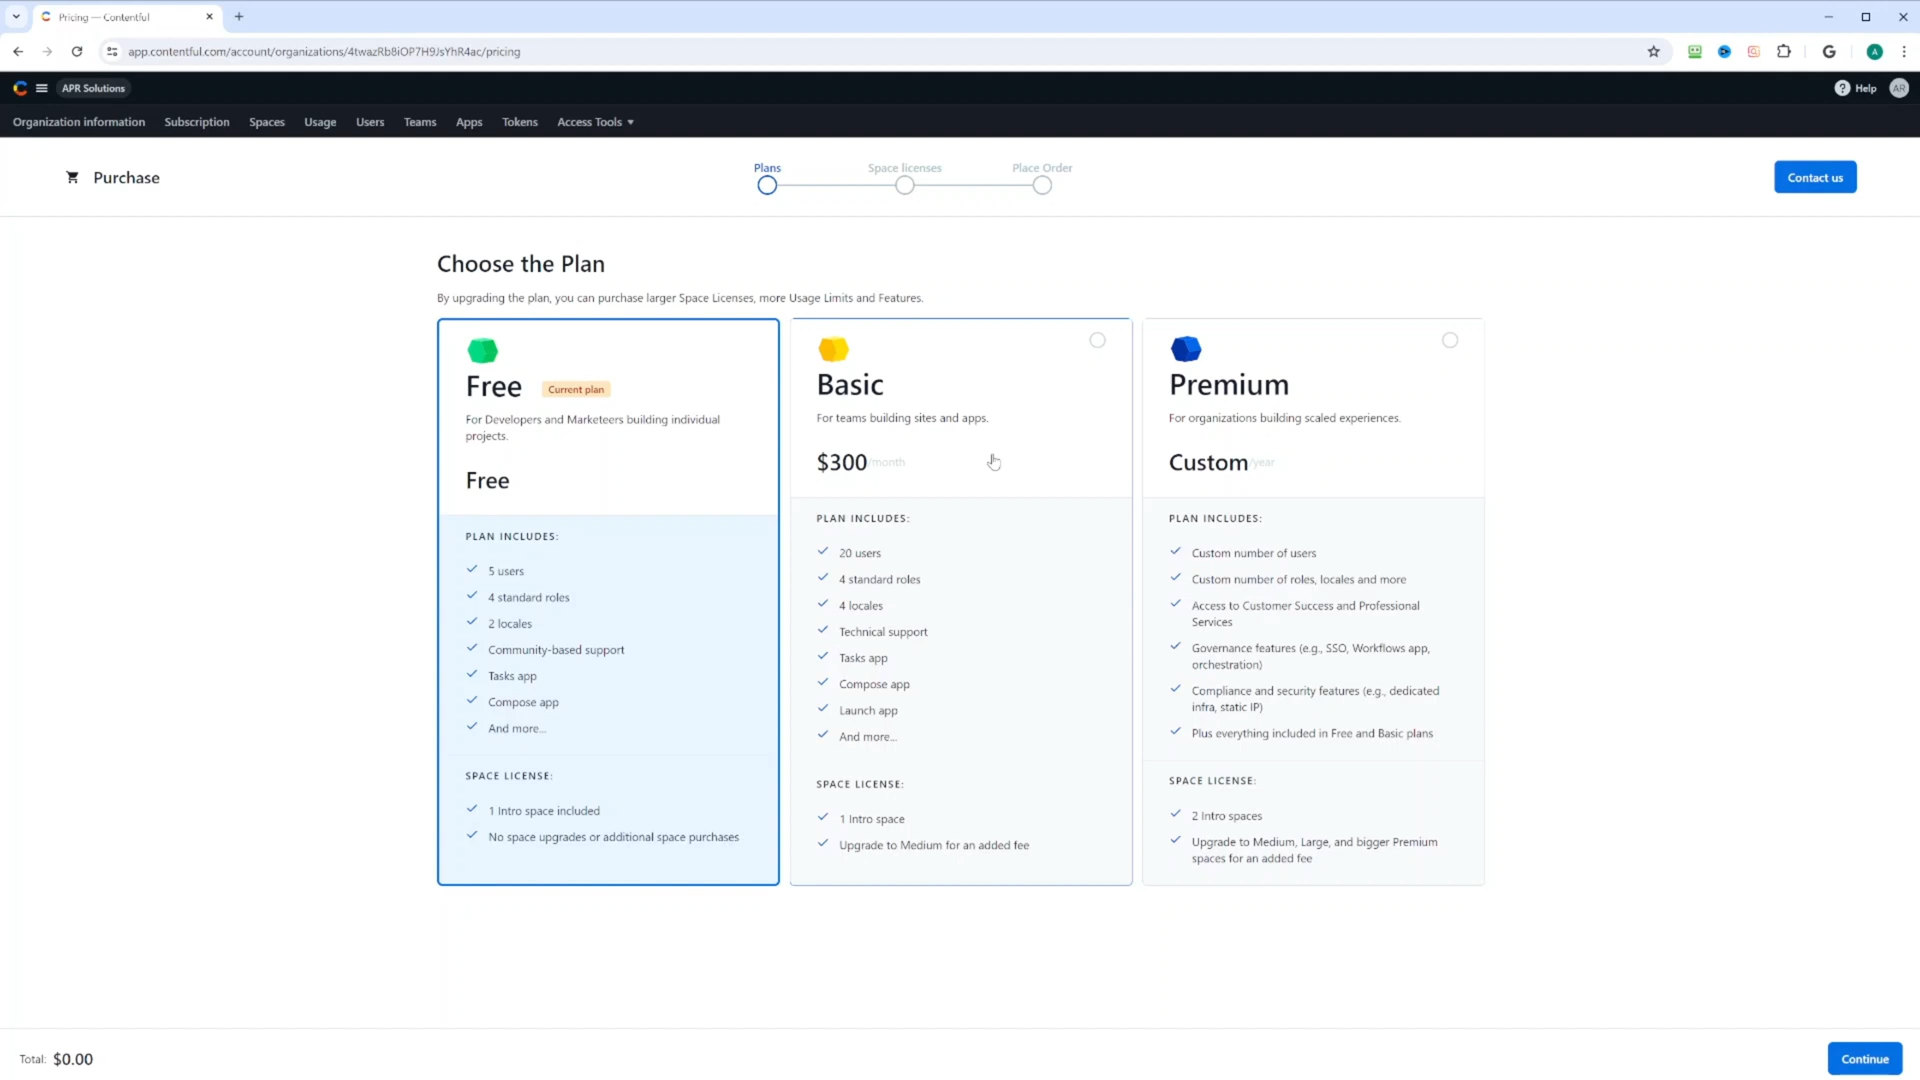 Pricing — Contentful
app.contentful.com/account/organizations/4twazRb8iOP7H9JsYhR4ac/pricing
A
APR Solutions
? Help
AR
Organization information Subscription Spaces Usage Users Teams Apps Tokens Access Tools
Purchase
Plans Space licenses Place Order
Contact us
Choose the Plan
By upgrading the plan, you can purchase larger Space Licenses, more Usage Limits and Features.
Free
Current plan
For Developers and Marketeers building individual
projects.
Free
PLAN INCLUDES:
5 users
4 standard roles
2 locales
Community-based support
Tasks app
Compose app
And more...
SPACE LICENSE:
1 Intro space included
No space upgrades or additional space purchases
Basic
For teams building sites and apps.
$300/month
PLAN INCLUDES:
20 users
4 standard roles
4 locales
Technical support
Tasks app
Compose app
Launch app
And more...
SPACE LICENSE:
1 Intro space
Upgrade to Medium for an added fee
Premium
For organizations building scaled experiences.
Custom/year
PLAN INCLUDES:
Custom number of users
Custom number of roles, locales and more
Access to Customer Success and Professional
Services
Governance features (e.g., SSO, Workflows app,
orchestration)
Compliance and security features (e.g., dedicated
infra, static IP)
Plus everything included in Free and Basic plans
SPACE LICENSE:
2 Intro spaces
Upgrade to Medium, Large, and bigger Premium
spaces for an added fee
Total: $0.00
Continue